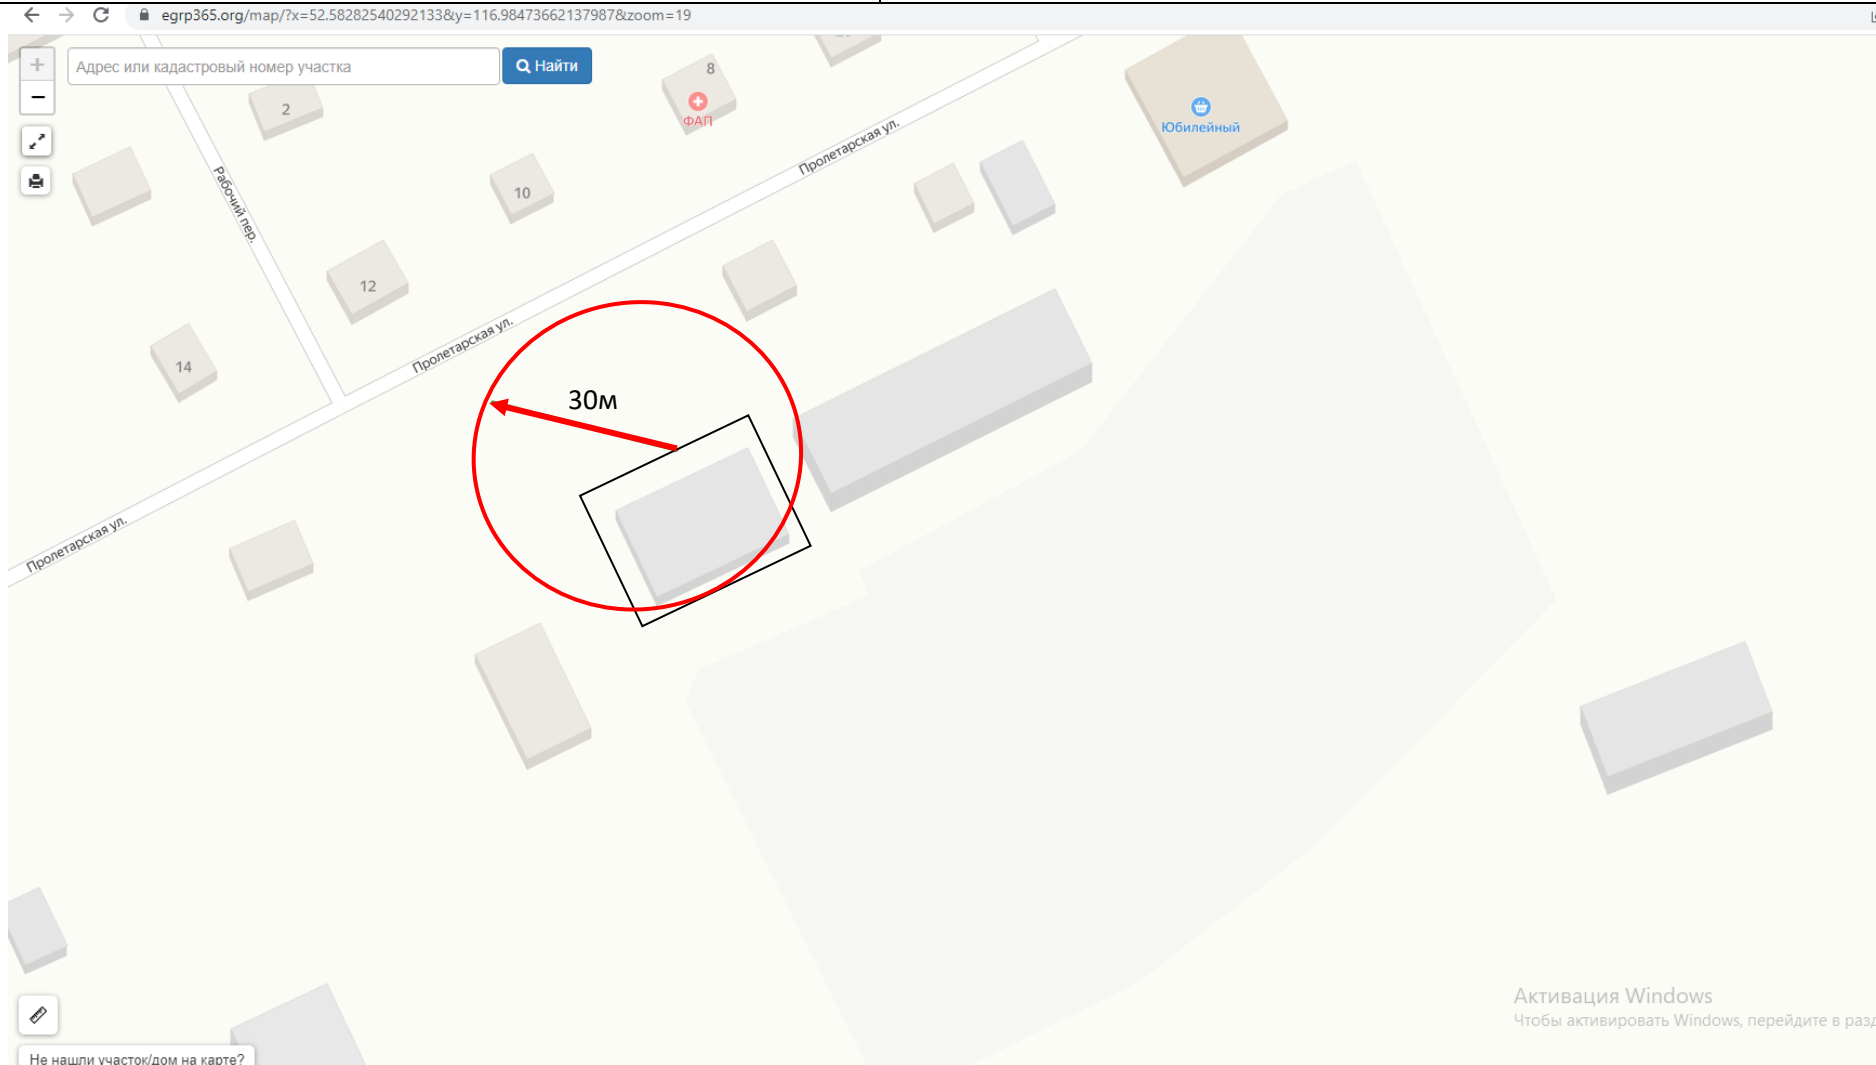 egrp365.org/map/?x=52.58282540292133&y=116.98473662137987&zoom=19
+
Адрес или кадастровый номер участка
Найти
−
8
ФАП
2
Юбилейный
Пролетарская ул.
Рабочий пер.
10
12
Пролетарская ул.
14
30м
Пролетарская ул.
Активация Windows
Чтобы активировать Windows, перейдите в разд
Не нашли участок/дом на карте?